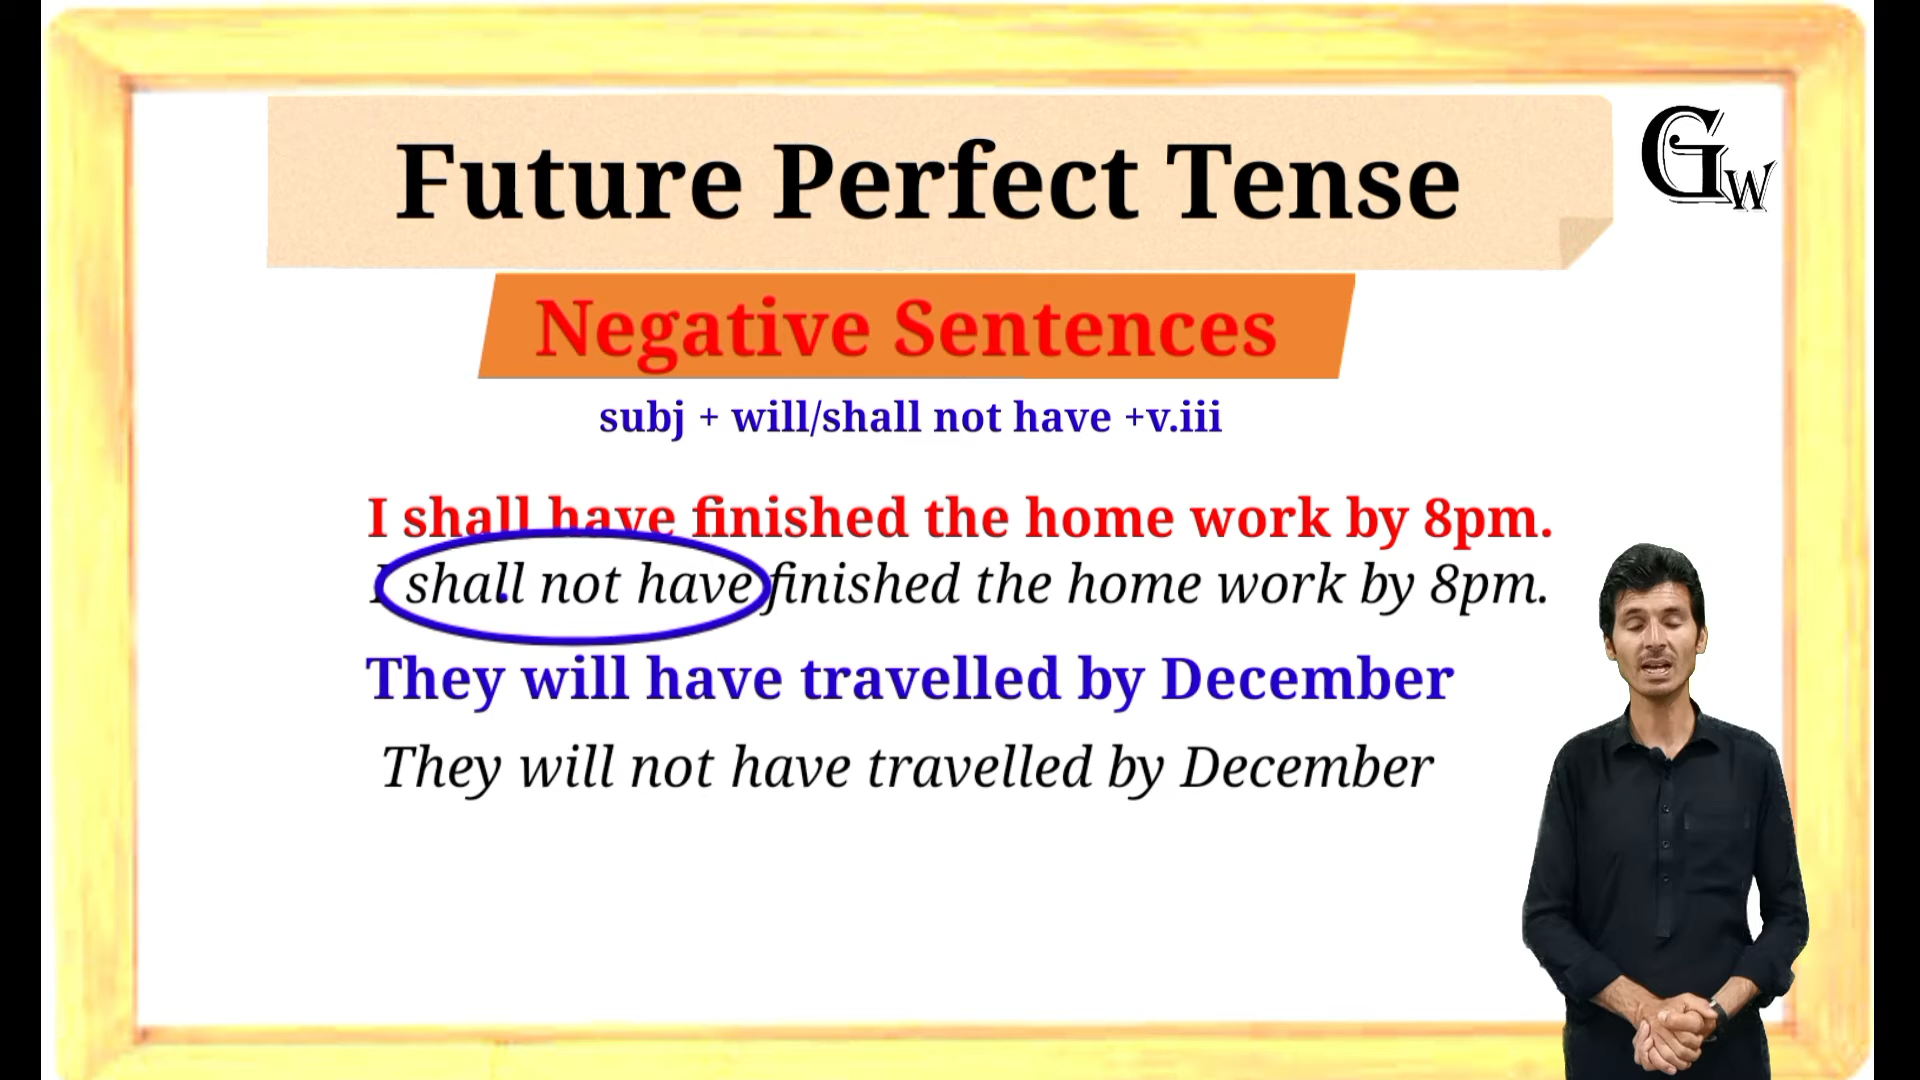 Future Perfect Tense
GW
Negative Sentences
subj + will/shall not have +v.iii
I shall have finished the home work by 8pm.
I shall not have finished the home work by 8pm.
They will have travelled by December
They will not have travelled by December